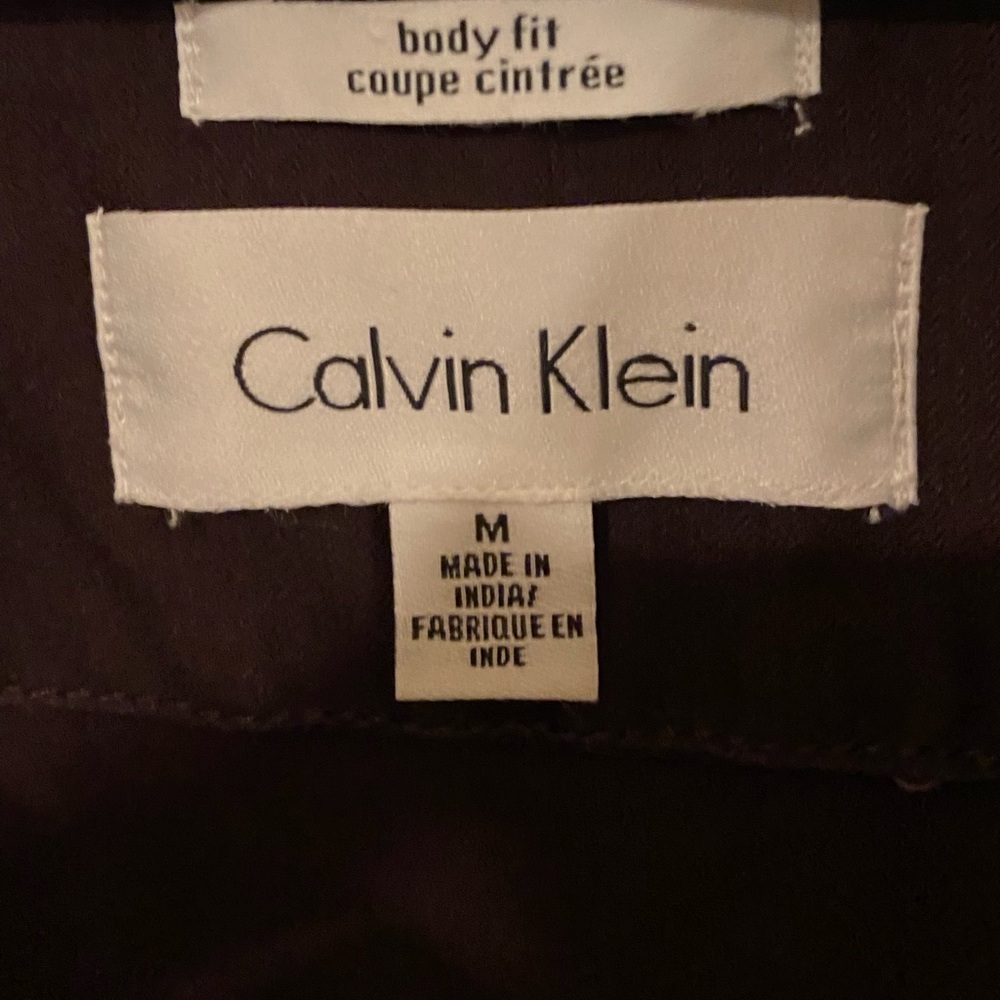 body fit
coupe cintrée
Calvin Klein
M
MADE IN
INDIA/
FABRIQUE EN
INDE